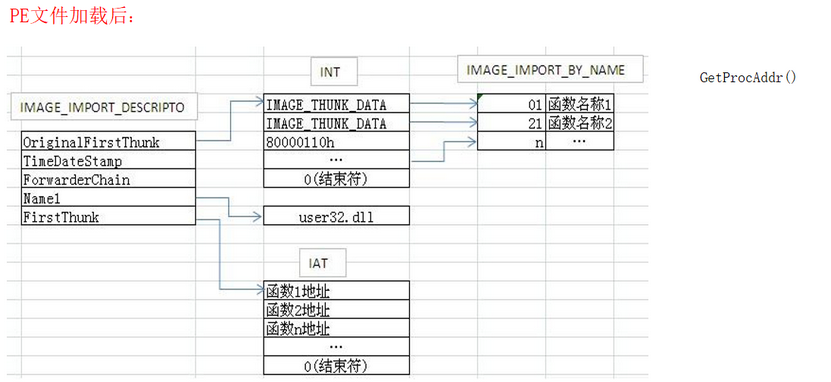 PE文件加载后:
INT
IMAGE_IMPORT_BY_NAME
GetProcAddr()
IMAGE_IMPORT_DESCRIPTO
IMAGE_THUNK_DATA
01 函数名称1
IMAGE_THUNK_DATA
21 函数名称2
OriginalFirstThunk
80000110h
n …
TimeDateStamp
…
ForwarderChain
0(结束符)
Name1
FirstThunk
user32.dll
IAT
函数1地址
函数2地址
函数n地址
…
0(结束符)